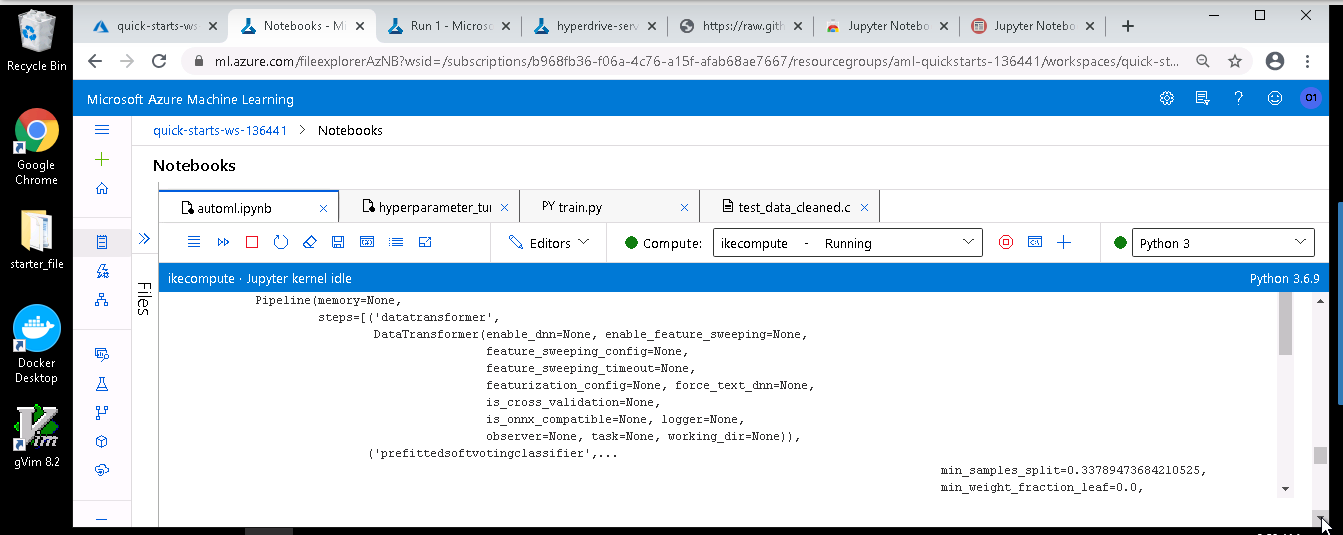 quick-starts-ws
Notebooks - Mi
Run 1 - Microso
hyperdrive-serv
https://raw.gith
Jupyter Notebo
Jupyter Notebo
ml.azure.com/fileexplorerAzNB?wsid=/subscriptions/b968fb36-f06a-4c76-a15f-afab68ae7667/resourcegroups/aml-quickstarts-136441/workspaces/quick-st...
Recycle Bin
Google
Chrome
starter_file
Docker
Desktop
gVim 8.2
Microsoft Azure Machine Learning
01
quick-starts-ws-136441 > Notebooks
Notebooks
automl.ipynb
hyperparameter_tur
PY train.py
test_data_cleaned.c
Editors
Compute:
ikecompute - Running
Python 3
ikecompute · Jupyter kernel idle
Python 3.6.9
Files
Pipeline(memory=None,
steps=[('datatransformer',
DataTransformer(enable_dnn=None, enable_feature_sweeping=None,
feature_sweeping_config=None,
feature_sweeping_timeout=None,
featurization_config=None, force_text_dnn=None,
is_cross_validation=None,
is_onnx_compatible=None, logger=None,
observer=None, task=None, working_dir=None)),
('prefittedsoftvotingclassifier',...
min_samples_split=0.33789473684210525,
min_weight_fraction_leaf=0.0,